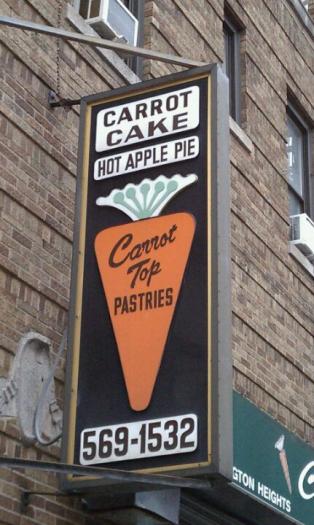 CARROT
CAKE
HOT APPLE PIE
Carrot
Top
PASTRIES
569-1532
GTON HEIGHTS
C